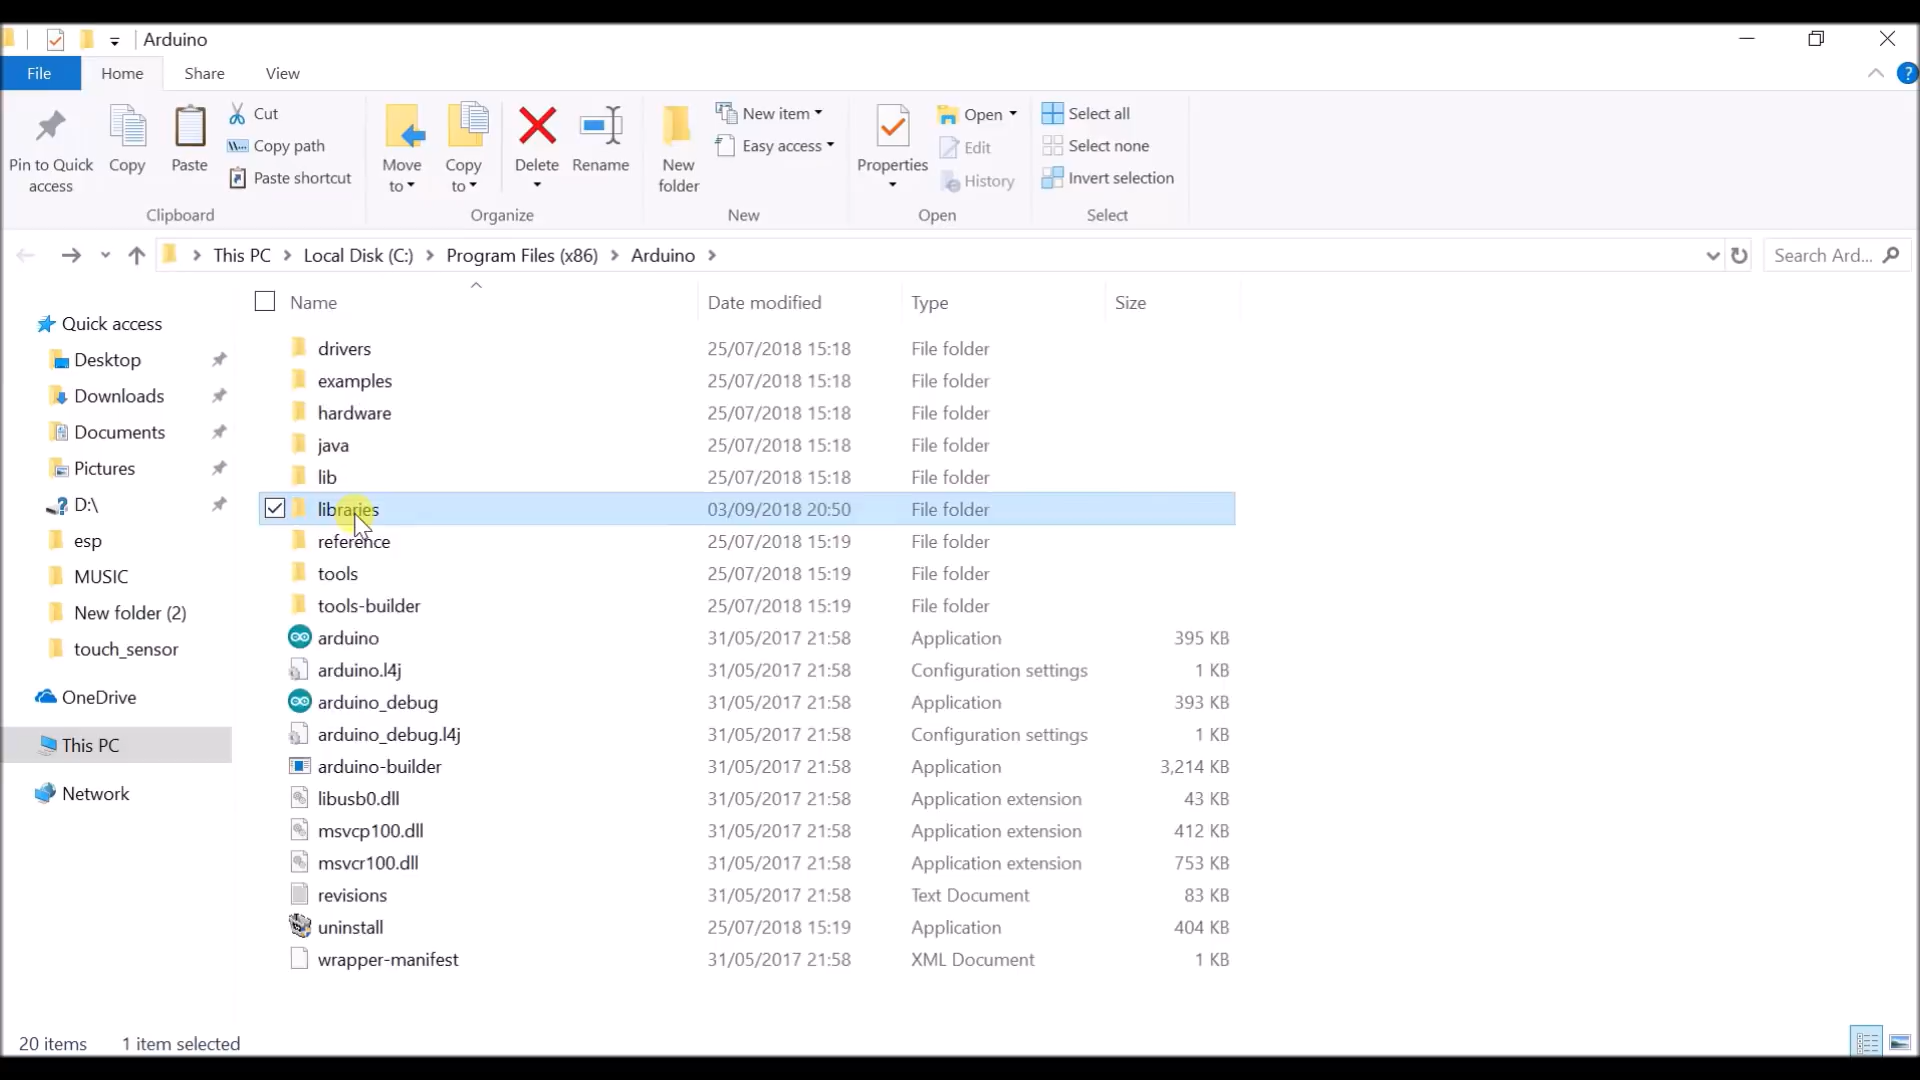 Arduino
File Home Share View
?
Pin to Quick access
Copy
Paste
Cut
Copy path
Paste shortcut
Clipboard
Move to
Copy to
Delete
Rename
Organize
New folder
New item
Easy access
New
Properties
Open
Edit
History
Open
Select all
Select none
Invert selection
Select
This PC Local Disk (C:) Program Files (x86) Arduino
Search Ard...
Quick access
Desktop
Downloads
Documents
Pictures
D:\
esp
MUSIC
New folder (2)
touch_sensor
OneDrive
This PC
Network
Name Date modified Type Size
drivers 25/07/2018 15:18 File folder
examples 25/07/2018 15:18 File folder
hardware 25/07/2018 15:18 File folder
java 25/07/2018 15:18 File folder
lib 25/07/2018 15:18 File folder
libraries 03/09/2018 20:50 File folder
reference 25/07/2018 15:19 File folder
tools 25/07/2018 15:19 File folder
tools-builder 25/07/2018 15:19 File folder
arduino 31/05/2017 21:58 Application 395 KB
arduino.l4j 31/05/2017 21:58 Configuration settings 1 KB
arduino_debug 31/05/2017 21:58 Application 393 KB
arduino_debug.l4j 31/05/2017 21:58 Configuration settings 1 KB
arduino-builder 31/05/2017 21:58 Application 3,214 KB
libusb0.dll 31/05/2017 21:58 Application extension 43 KB
msvcp100.dll 31/05/2017 21:58 Application extension 412 KB
msvcr100.dll 31/05/2017 21:58 Application extension 753 KB
revisions 31/05/2017 21:58 Text Document 83 KB
uninstall 25/07/2018 15:19 Application 404 KB
wrapper-manifest 31/05/2017 21:58 XML Document 1 KB
20 items 1 item selected